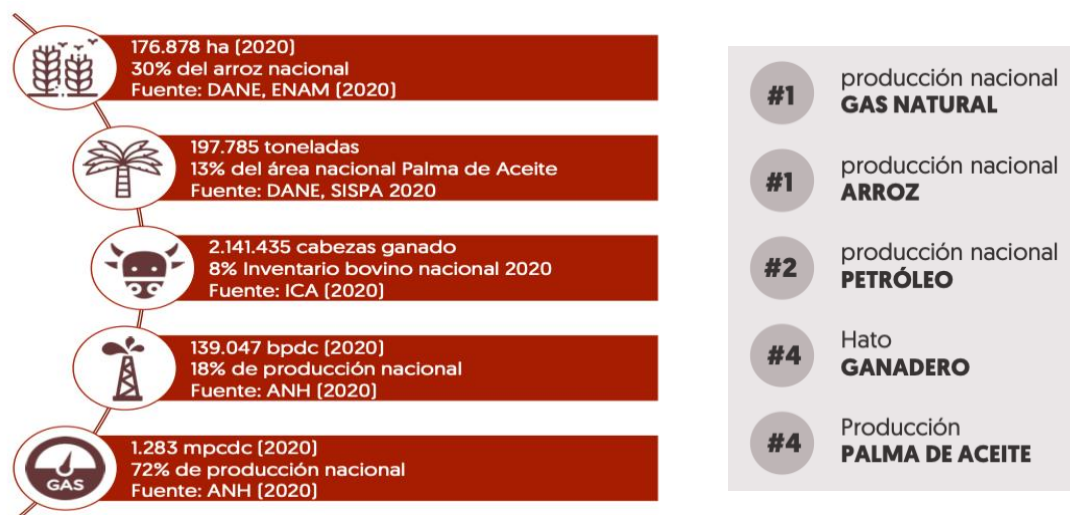 176.878 ha (2020)
30% del arroz nacional
Fuente: DANE, ENAM (2020)
197.785 toneladas
13% del área nacional Palma de Aceite
Fuente: DANE, SISPA 2020
2.141.435 cabezas ganado
8% Inventario bovino nacional 2020
Fuente: ICA (2020)
139.047 bpdc (2020)
18% de producción nacional
Fuente: ANH (2020)
GAS
1.283 mpcdc (2020)
72% de producción nacional
Fuente: ANH (2020)
#1
producción nacional
GAS NATURAL
#1
producción nacional
ARROZ
#2
producción nacional
PETRÓLEO
#4
Hato
GANADERO
#4
Producción
PALMA DE ACEITE